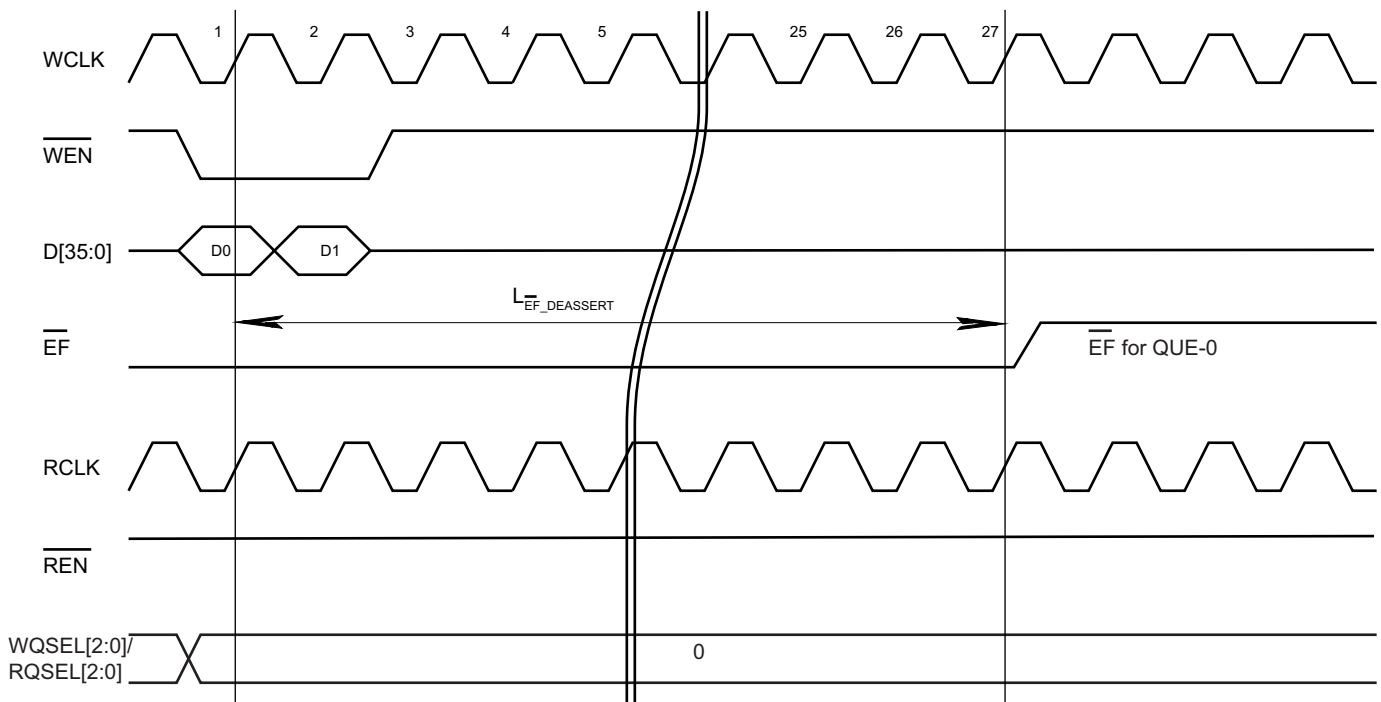 1 2 3 4 5 25 26 27
WCLK
WEN
D[35:0] D0 D1
LEF_DEASSERT
EF
EF for QUE-0
RCLK
REN
WQSEL[2:0]/
RQSEL[2:0]
0